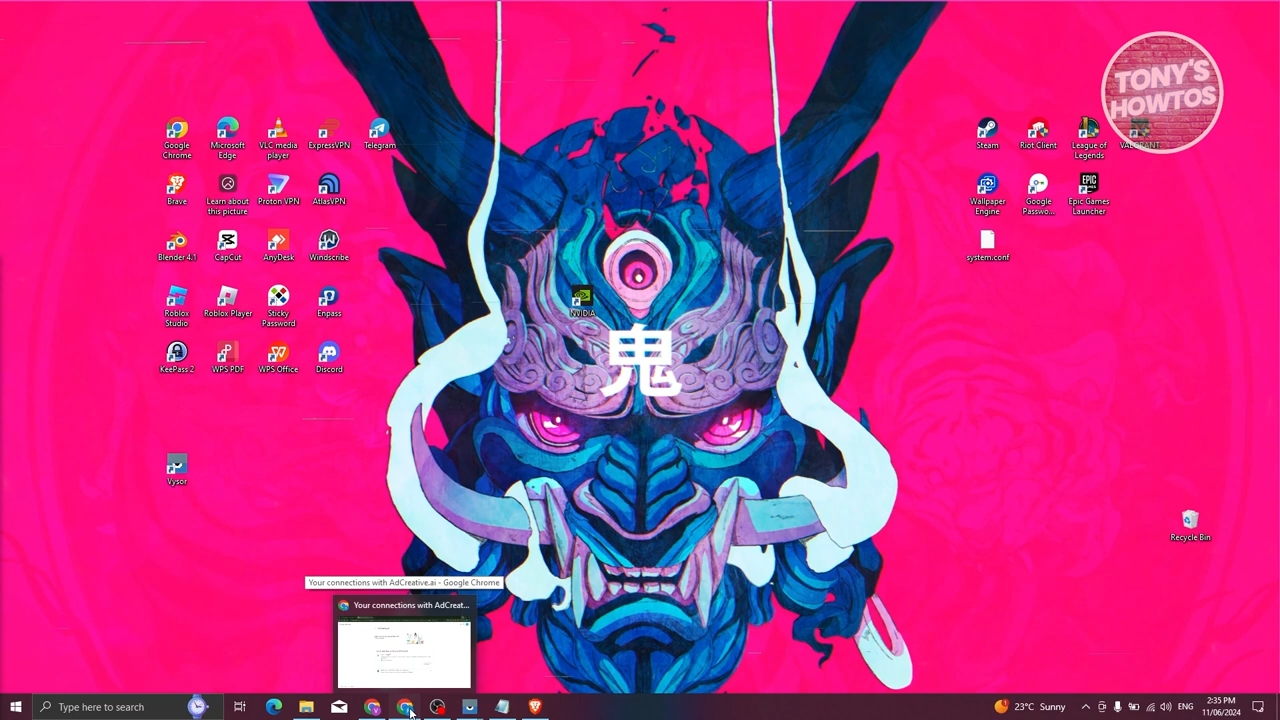 TONY'S
HOWTOS
Google
Chrome
Microsoft
Edge
VLC media
player
ExpressVPN
Telegram
Steam
Riot Client
League of
Legends
VALORANT
Brave
Learn about
this picture
Proton VPN
AtlasVPN
Wallpaper
Engine
Google
Passwo...
EPIC
GAMES
Epic Games
Launcher
Blender 4.1
CapCut
AnyDesk
Windscribe
system.conf
Roblox
Studio
Roblox Player
Sticky
Password
Enpass
NVIDIA
鬼
KeePass 2
WPS PDF
WPS Office
Discord
Vysor
Recycle Bin
Your connections with AdCreative.ai - Google Chrome
Your connections with AdCreat...
Type here to search
23°C Sunny
ENG
2:35 PM
11/06/2024